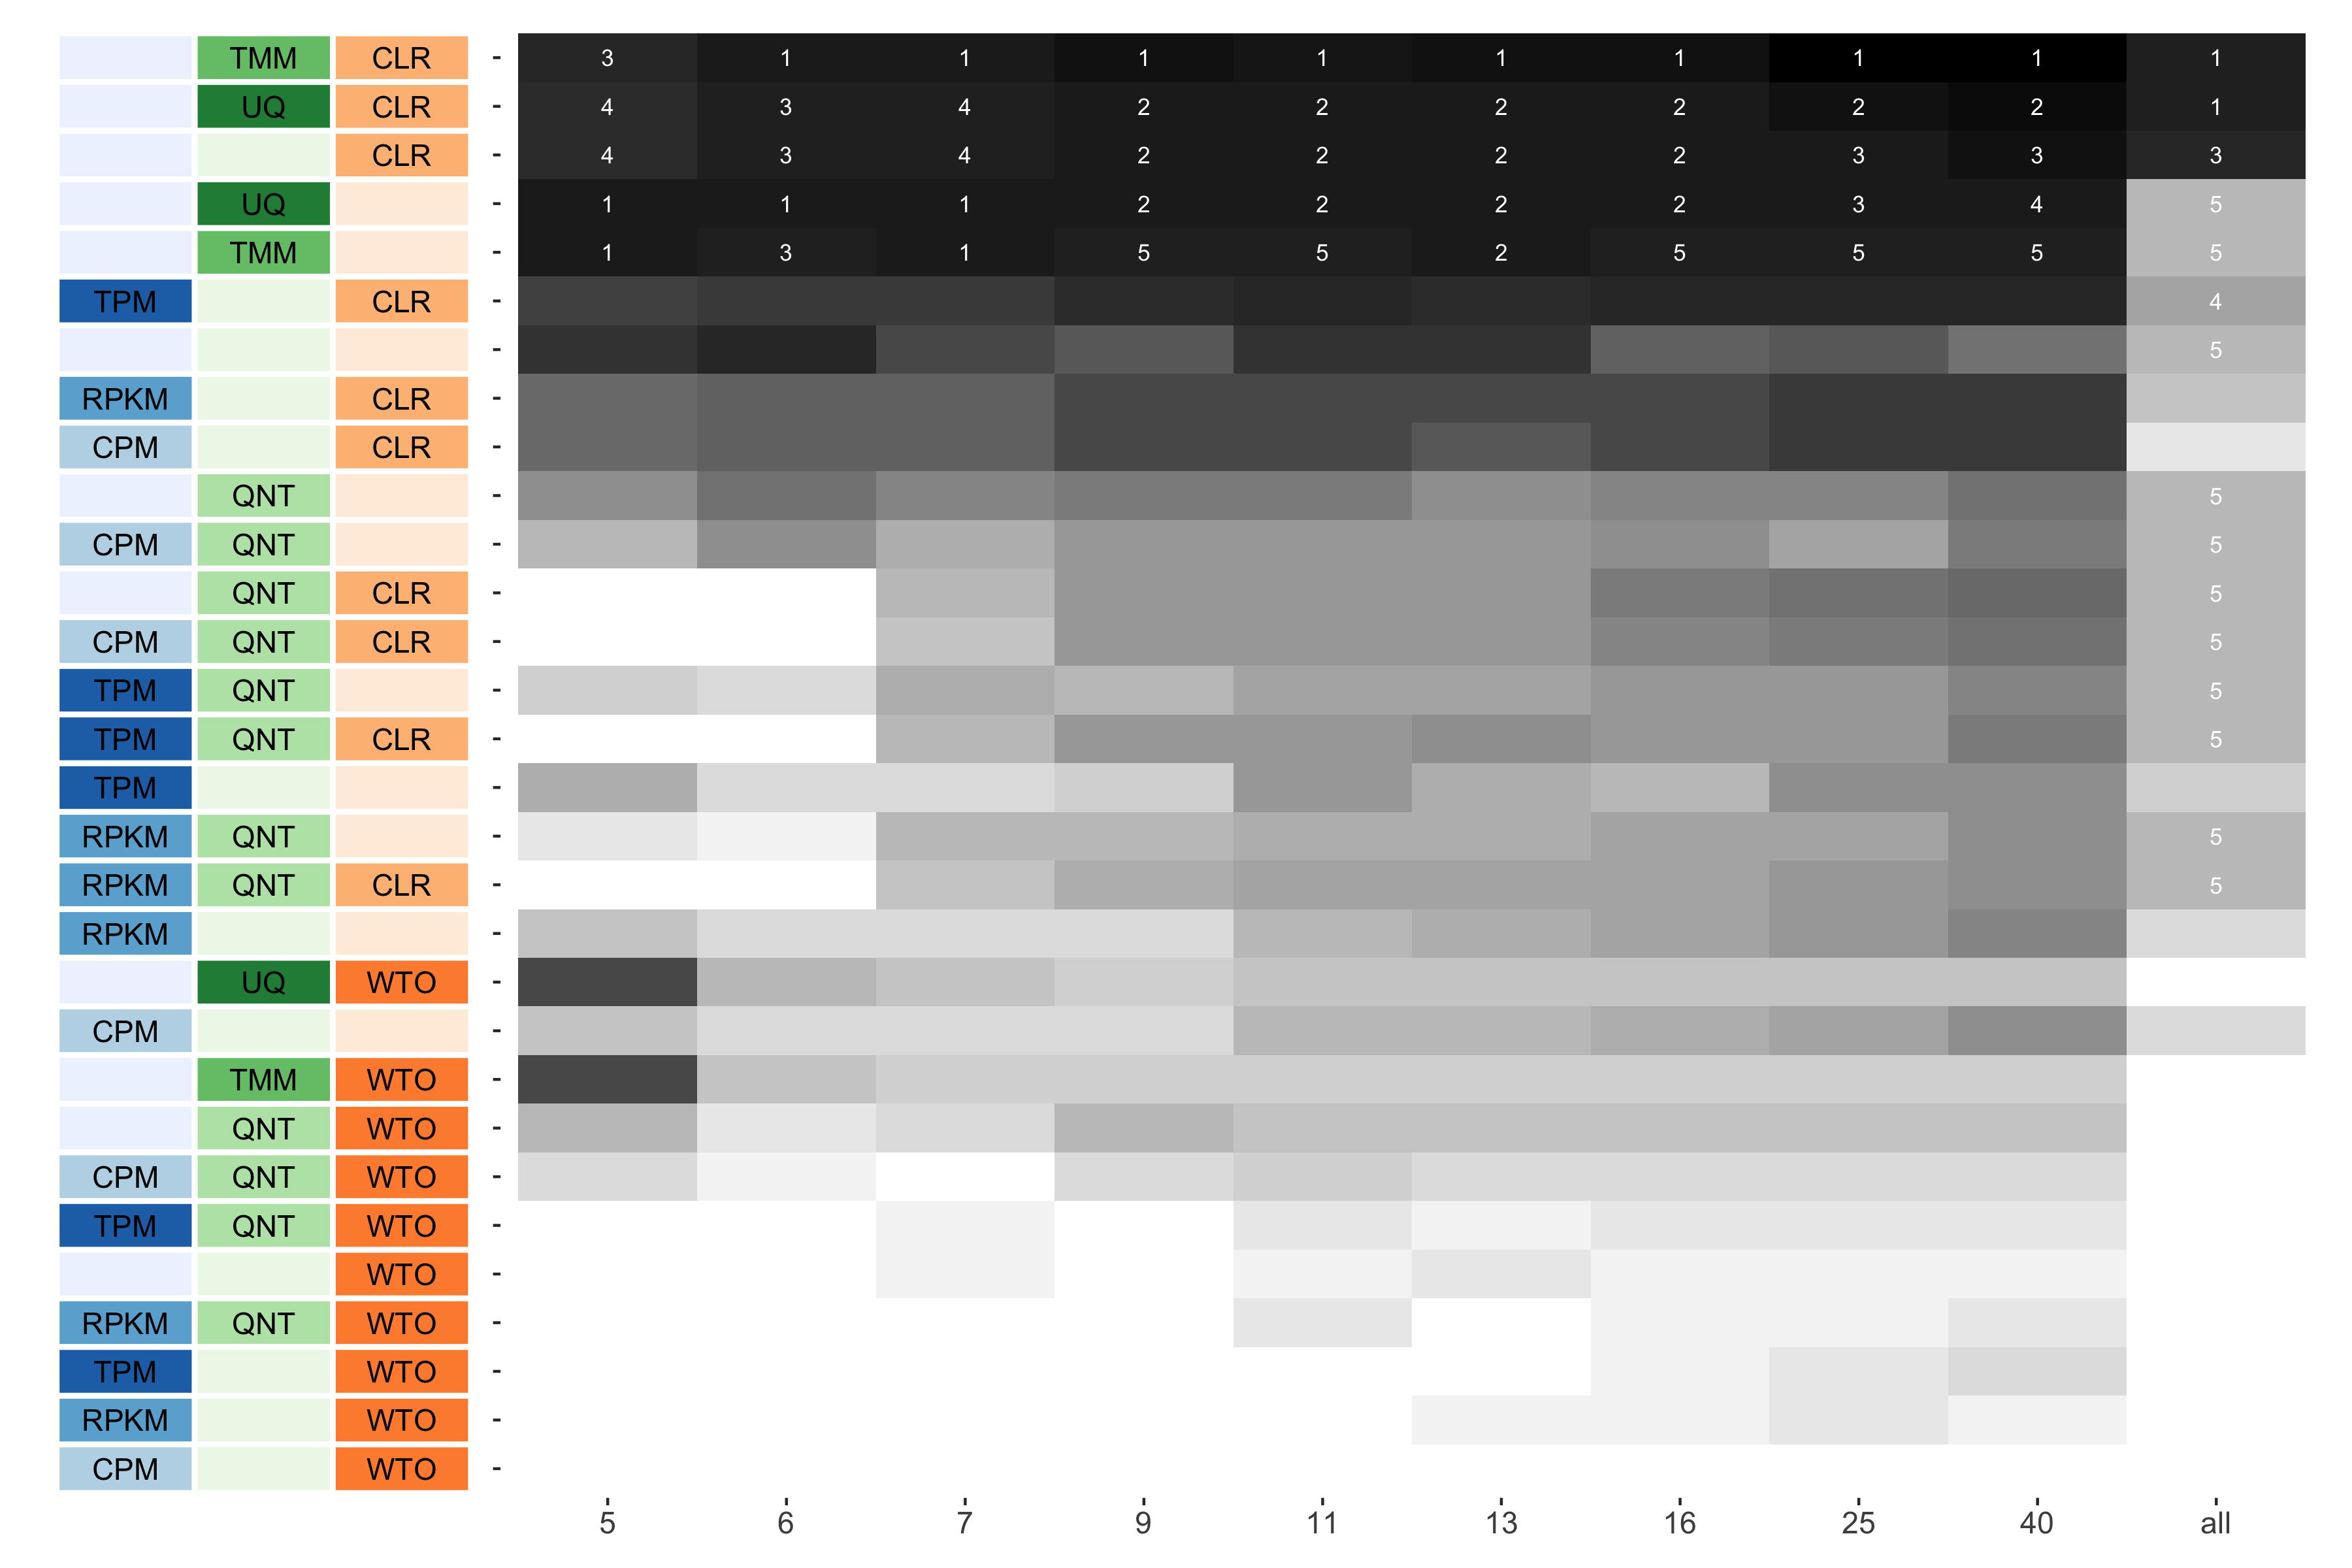 TMM CLR - 3 1 1 1 1 1 1 1 1 1
UQ CLR - 4 3 4 2 2 2 2 2 2 1
CLR - 4 3 4 2 2 2 2 3 3 3
UQ - 1 1 1 2 2 2 2 3 4 5
TMM - 1 3 1 5 5 2 5 5 5 5
TPM CLR - 4
- 5
RPKM CLR -
CPM CLR -
QNT - 5
CPM QNT - 5
QNT CLR - 5
CPM QNT CLR - 5
TPM QNT - 5
TPM QNT CLR - 5
TPM -
RPKM QNT - 5
RPKM QNT CLR - 5
RPKM -
UQ WTO -
CPM -
TMM WTO -
QNT WTO -
CPM QNT WTO -
TPM QNT WTO -
WTO -
RPKM QNT WTO -
TPM WTO -
RPKM WTO -
CPM WTO -
5 6 7 9 11 13 16 25 40 all